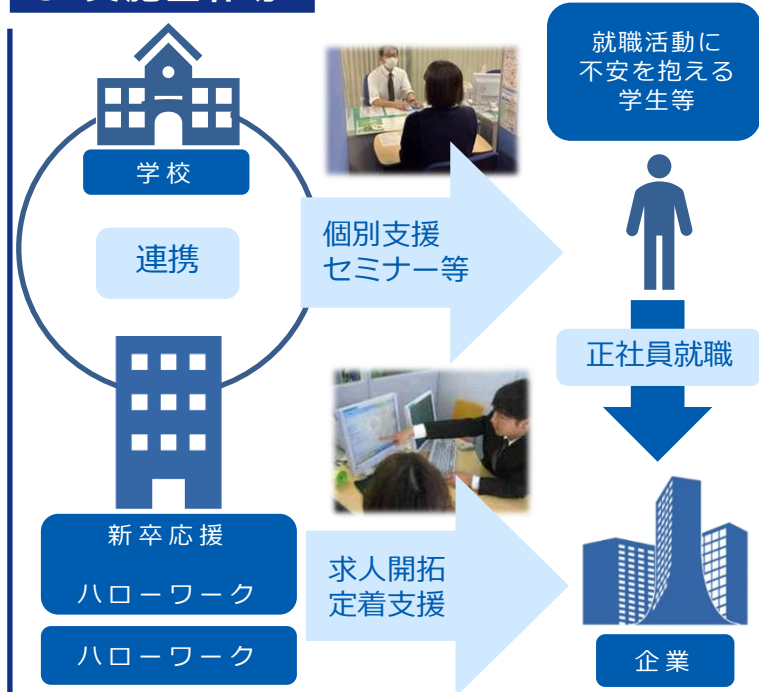 就職活動に
不安を抱える
学生等
学校
連携
個別支援
セミナー等
正社員就職
新卒応援
ハローワーク
ハローワーク
求人開拓
定着支援
企業